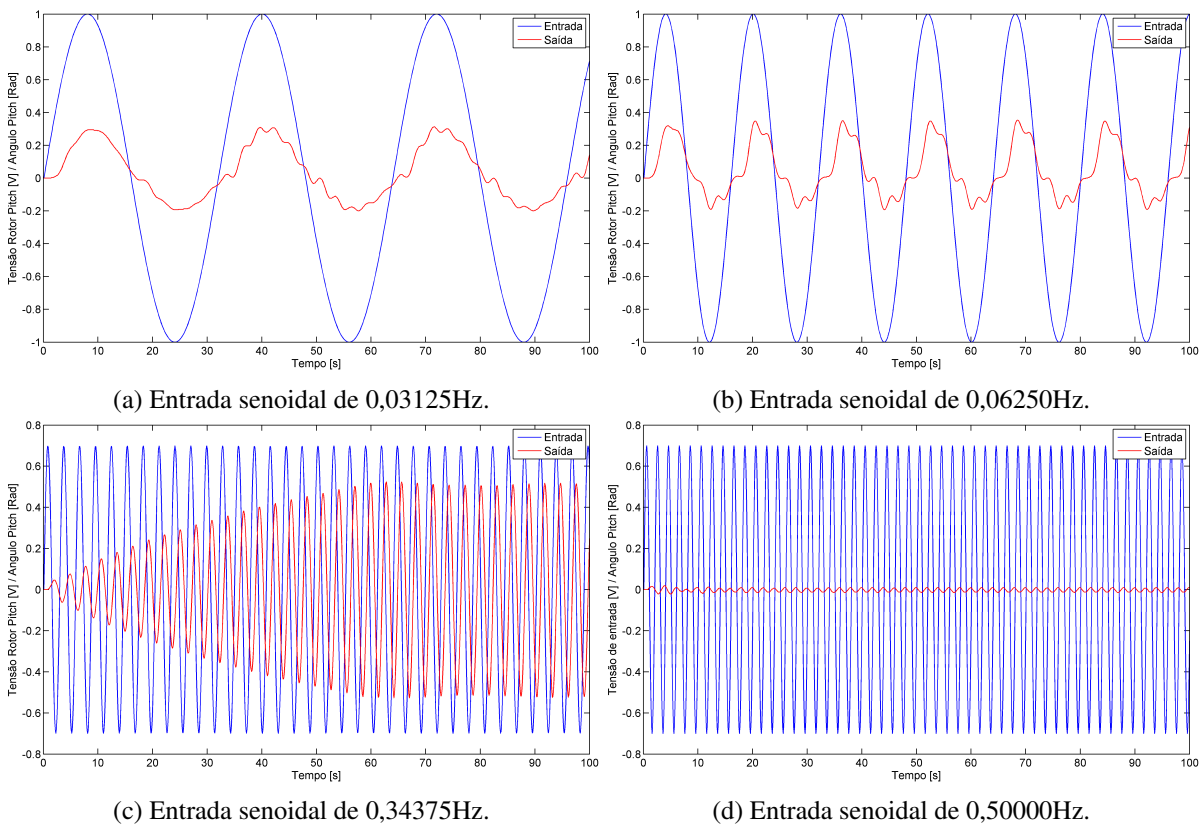 1
0.8
0.6
0.4
0.2
0
-0.2
-0.4
-0.6
-0.8
-1
0 10 20 30 40 50 60 70 80 90 100
Tensão Rotor Pitch [V] / Angulo Pitch [Rad]
Tempo [s]
Entrada
Saída
(a) Entrada senoidal de 0,03125Hz.
1
0.8
0.6
0.4
0.2
0
-0.2
-0.4
-0.6
-0.8
-1
0 10 20 30 40 50 60 70 80 90 100
Tensão Rotor Pitch [V] / Angulo Pitch [Rad]
Tempo [s]
Entrada
Saída
(b) Entrada senoidal de 0,06250Hz.
0.8
0.6
0.4
0.2
0
-0.2
-0.4
-0.6
-0.8
0 10 20 30 40 50 60 70 80 90 100
Tensão Rotor Pitch [V] / Angulo Pitch [Rad]
Tempo [s]
Entrada
Saída
(c) Entrada senoidal de 0,34375Hz.
0.8
0.6
0.4
0.2
0
-0.2
-0.4
-0.6
-0.8
0 10 20 30 40 50 60 70 80 90 100
Tensão de entrada [V] / Angulo Pitch [Rad]
Tempo [s]
Entrada
Saída
(d) Entrada senoidal de 0,50000Hz.